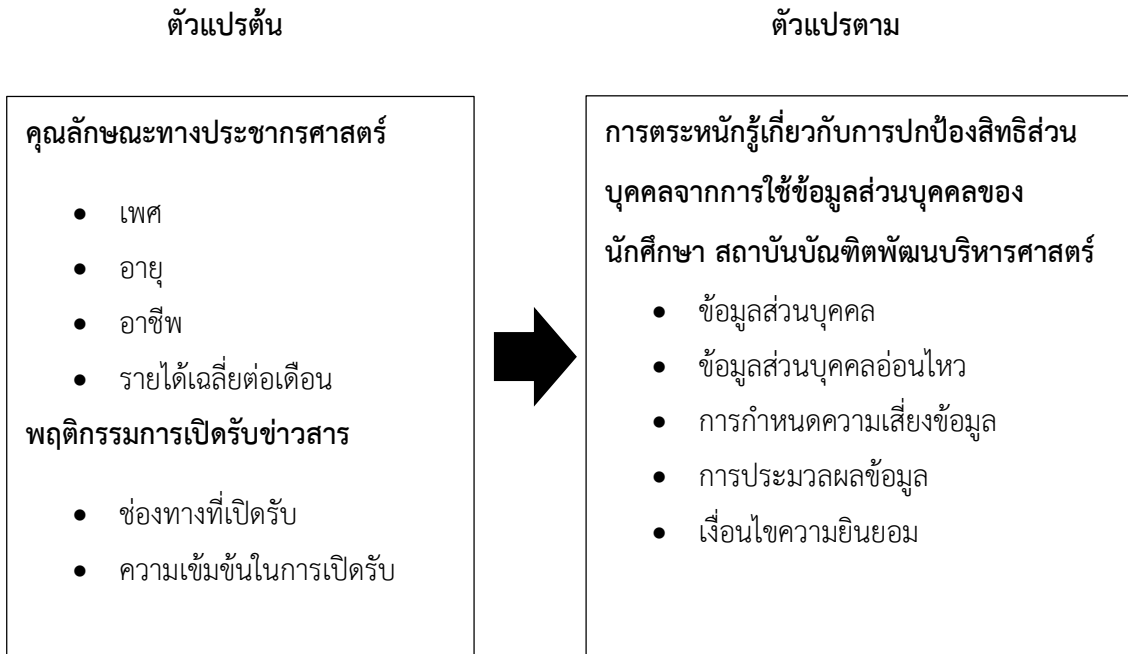 ตัวแปรต้น
ตัวแปรตาม
คุณลักษณะทางประชากรศาสตร์
• เพศ
• อายุ
• อาชีพ
• รายได้เฉลี่ยต่อเดือน
พฤติกรรมการเปิดรับข่าวสาร
• ช่องทางที่เปิดรับ
• ความเข้มข้นในการเปิดรับ
การตระหนักรู้เกี่ยวกับการปกป้องสิทธิส่วน
บุคคลจากการใช้ข้อมูลส่วนบุคคลของ
นักศึกษา สถาบันบัณฑิตพัฒนบริหารศาสตร์
• ข้อมูลส่วนบุคคล
• ข้อมูลส่วนบุคคลอ่อนไหว
• การกำหนดความเสี่ยงข้อมูล
• การประมวลผลข้อมูล
• เงื่อนไขความยินยอม